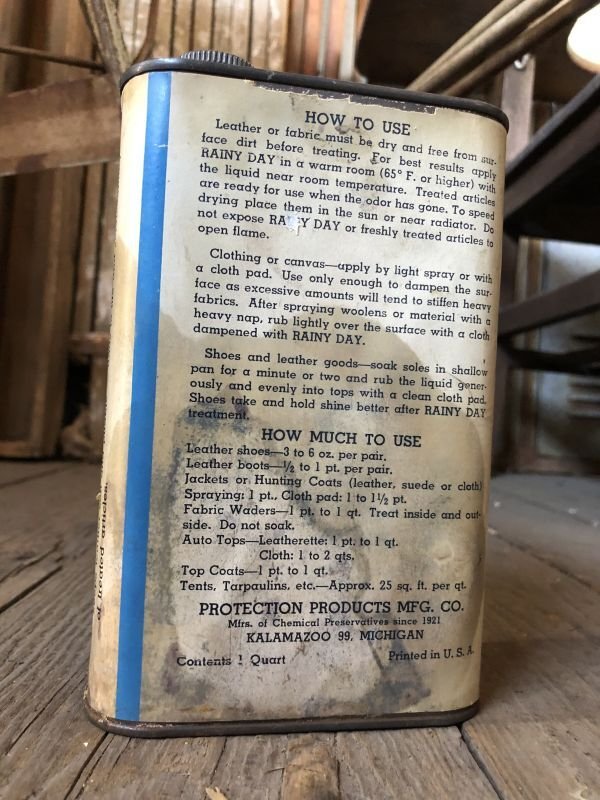 HOW TO USE
Leather or fabric must be dry and free from sur-
face dirt before treating. For best results apply
RAINY DAY in a warm room (65° F. or higher) with
the liquid near room temperature. Treated articles
are ready for use when the odor has gone. To speed
drying place them in the sun or near radiator. Do
not expose RAINY DAY or freshly treated articles to
open flame.
Clothing or canvas—apply by light spray or with
a cloth pad. Use only enough to dampen the sur-
face as excessive amounts will tend to stiffen heavy
fabrics. After spraying woolens or material with a
heavy nap, rub lightly over the surface with a cloth
dampened with RAINY DAY.
Shoes and leather goods—soak soles in shallow
pan for a minute or two and rub the liquid gener-
ously and evenly into tops with a clean cloth pad.
Shoes take and hold shine better after RAINY DAY
treatment.
HOW MUCH TO USE
Leather shoes—3 to 6 oz. per pair.
Leather boots—½ to 1 pt. per pair.
Jackets or Hunting Coats (leather, suede or cloth)
Spraying: 1 pt., Cloth pad: 1 to 1½ pt.
Fabric Waders—1 pt. to 1 qt. Treat inside and out-
side. Do not soak.
Auto Tops—Leatherette: 1 pt. to 1 qt.
Cloth: 1 to 2 qts.
Top Coats—1 pt. to 1 qt.
Tents, Tarpaulins, etc.—Approx. 25 sq. ft. per qt.
PROTECTION PRODUCTS MFG. CO.
Mfrs. of Chemical Preservatives since 1921
KALAMAZOO 99, MICHIGAN
Contents 1 Quart
Printed in U. S. A.
of treated articles.